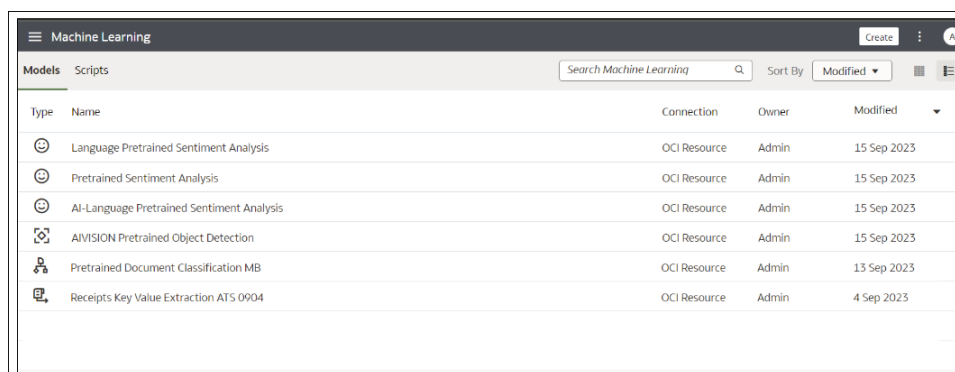 Machine Learning Create A
Models Scripts Search Machine Learning Sort By Modified
Type Name Connection Owner Modified
Language Pretrained Sentiment Analysis OCI Resource Admin 15 Sep 2023
Pretrained Sentiment Analysis OCI Resource Admin 15 Sep 2023
AI-Language Pretrained Sentiment Analysis OCI Resource Admin 15 Sep 2023
AIVISION Pretrained Object Detection OCI Resource Admin 15 Sep 2023
Pretrained Document Classification MB OCI Resource Admin 13 Sep 2023
Receipts Key Value Extraction ATS 0904 OCI Resource Admin 4 Sep 2023